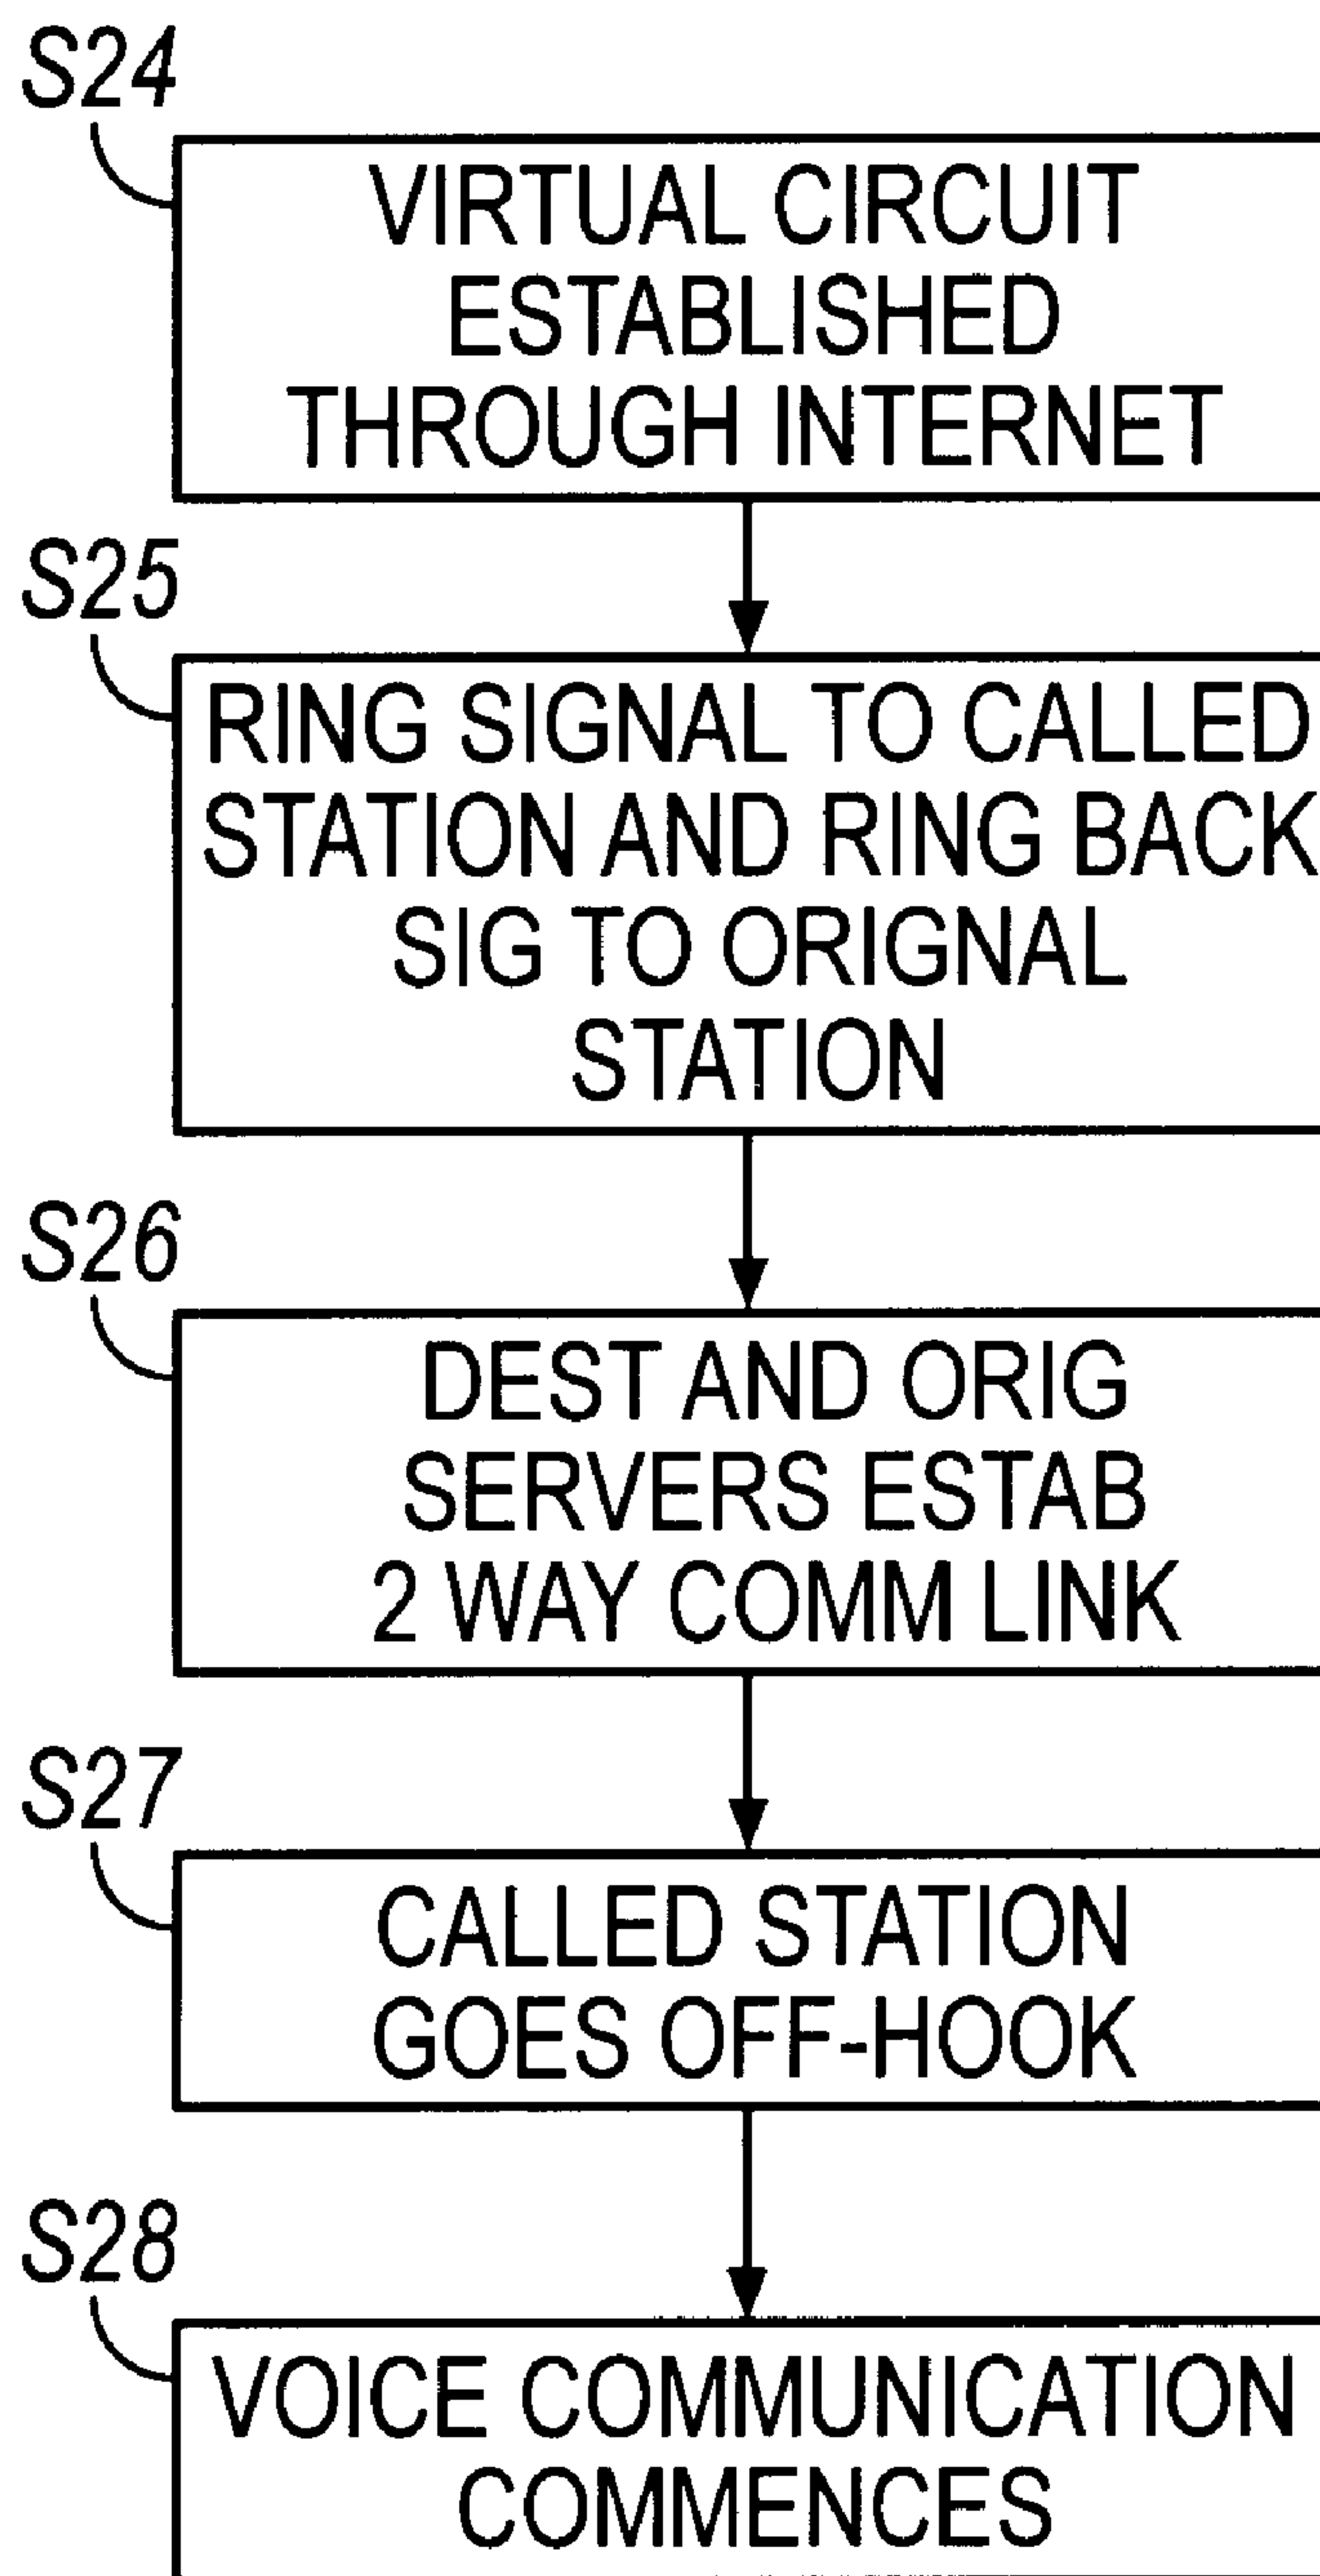 S24
VIRTUAL CIRCUIT
ESTABLISHED
THROUGH INTERNET
S25
RING SIGNAL TO CALLED
STATION AND RING BACK
SIG TO ORIGNAL
STATION
S26
DEST AND ORIG
SERVERS ESTAB
2 WAY COMM LINK
S27
CALLED STATION
GOES OFF-HOOK
S28
VOICE COMMUNICATION
COMMENCES